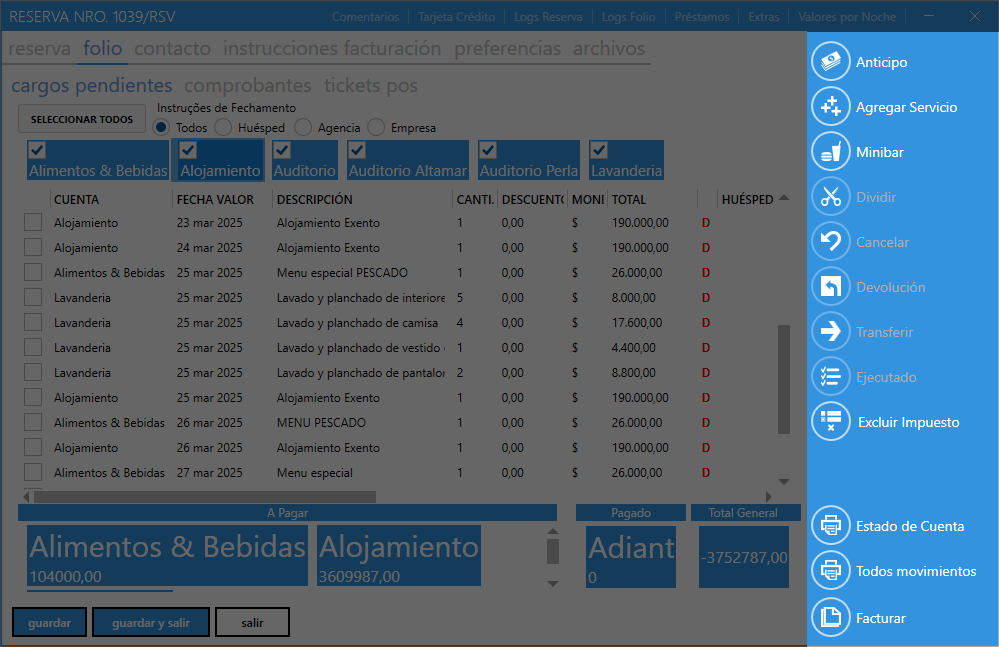 RESERVA NRO. 1039/RSV Comentarios Tarjeta Crédito Logs Reserva Logs Folio Préstamos Extras Valores por Noche
reserva folio contacto instrucciones facturación preferencias archivos
cargos pendientes comprobantes tickets pos
SELECCIONAR TODOS
Instruções de Fechamento
Todos Huésped Agencia Empresa
Alimentos & Bebidas Alojamiento Auditorio Auditorio Altamar Auditorio Perla Lavanderia
CUENTA FECHA VALOR DESCRIPCIÓN CANTI. DESCUENTO MONI TOTAL HUÉSPED
Alojamiento 23 mar 2025 Alojamiento Exento 1 0,00 $ 190.000,00 D
Alojamiento 24 mar 2025 Alojamiento Exento 1 0,00 $ 190.000,00 D
Alimentos & Bebidas 25 mar 2025 Menu especial PESCADO 1 0,00 $ 26.000,00 D
Lavanderia 25 mar 2025 Lavado y planchado de interiore 5 0,00 $ 8.000,00 D
Lavanderia 25 mar 2025 Lavado y planchado de camisa 4 0,00 $ 17.600,00 D
Lavanderia 25 mar 2025 Lavado y planchado de vestido 1 0,00 $ 4.400,00 D
Lavanderia 25 mar 2025 Lavado y planchado de pantalor 2 0,00 $ 8.800,00 D
Alojamiento 25 mar 2025 Alojamiento Exento 1 0,00 $ 190.000,00 D
Alimentos & Bebidas 26 mar 2025 MENU PESCADO 1 0,00 $ 26.000,00 D
Alojamiento 26 mar 2025 Alojamiento Exento 1 0,00 $ 190.000,00 D
Alimentos & Bebidas 27 mar 2025 Menu especial 1 0,00 $ 26.000,00 D
A Pagar Pagado Total General
Alimentos & Bebidas Alojamiento Adiant -3752787,00
104000,00 3609987,00 0
guardar guardar y salir salir
Anticipo
Agregar Servicio
Minibar
Dividir
Cancelar
Devolución
Transferir
Ejecutado
Excluir Impuesto
Estado de Cuenta
Todos movimientos
Facturar